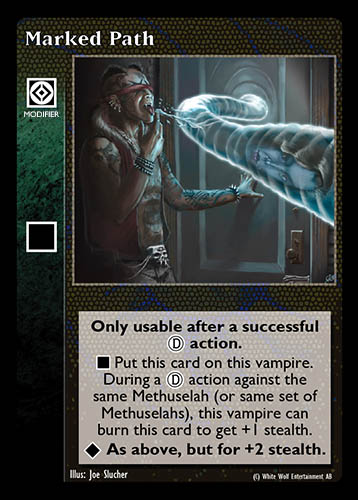 Marked Path
MODIFIER
Only usable after a successful
Ⓓ action.
Put this card on this vampire.
During a Ⓓ action against the
same Methuselah (or same set of
Methuselahs), this vampire can
burn this card to get +1 stealth.
As above, but for +2 stealth.
Illus: Joe Slucher (C) White Wolf Entertainment AB